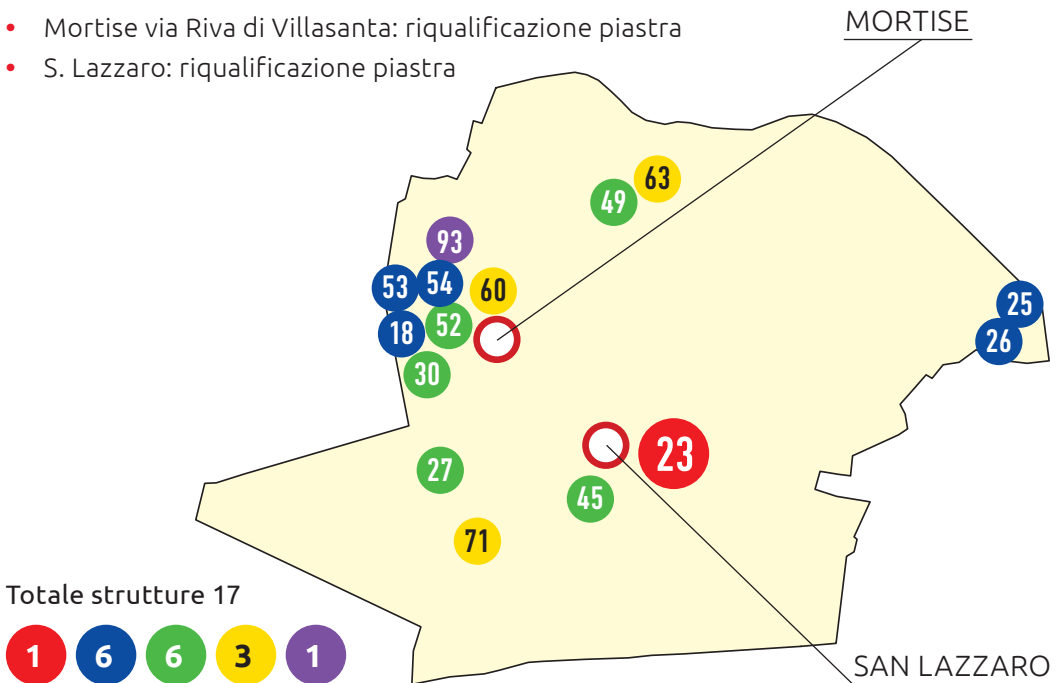 • Mortise via Riva di Villasanta: riqualificazione piastra
• S. Lazzaro: riqualificazione piastra
MORTISE
63
49
93
53
54
60
25
18
52
26
30
23
27
45
71
Totale strutture 17
1 6 6 3 1
SAN LAZZARO